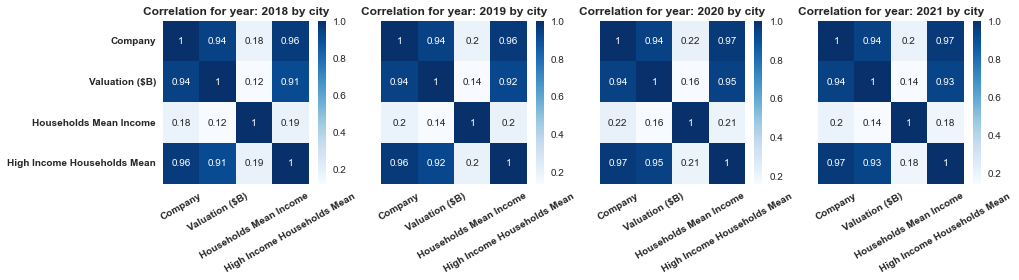 Correlation for year: 2018 by city
Correlation for year: 2019 by city
Correlation for year: 2020 by city
Correlation for year: 2021 by city
Company
Valuation ($B)
Households Mean Income
High Income Households Mean
1 0.94 0.18 0.96
0.94 1 0.12 0.91
0.18 0.12 1 0.19
0.96 0.91 0.19 1
1.0
0.8
0.6
0.4
0.2
Company
Valuation ($B)
Households Mean Income
High Income Households Mean
1 0.94 0.2 0.96
0.94 1 0.14 0.92
0.2 0.14 1 0.2
0.96 0.92 0.2 1
1.0
0.8
0.6
0.4
0.2
Company
Valuation ($B)
Households Mean Income
High Income Households Mean
1 0.94 0.22 0.97
0.94 1 0.16 0.95
0.22 0.16 1 0.21
0.97 0.95 0.21 1
1.0
0.8
0.6
0.4
0.2
Company
Valuation ($B)
Households Mean Income
High Income Households Mean
1 0.94 0.2 0.97
0.94 1 0.14 0.93
0.2 0.14 1 0.18
0.97 0.93 0.18 1
1.0
0.8
0.6
0.4
0.2
Company
Valuation ($B)
Households Mean Income
High Income Households Mean